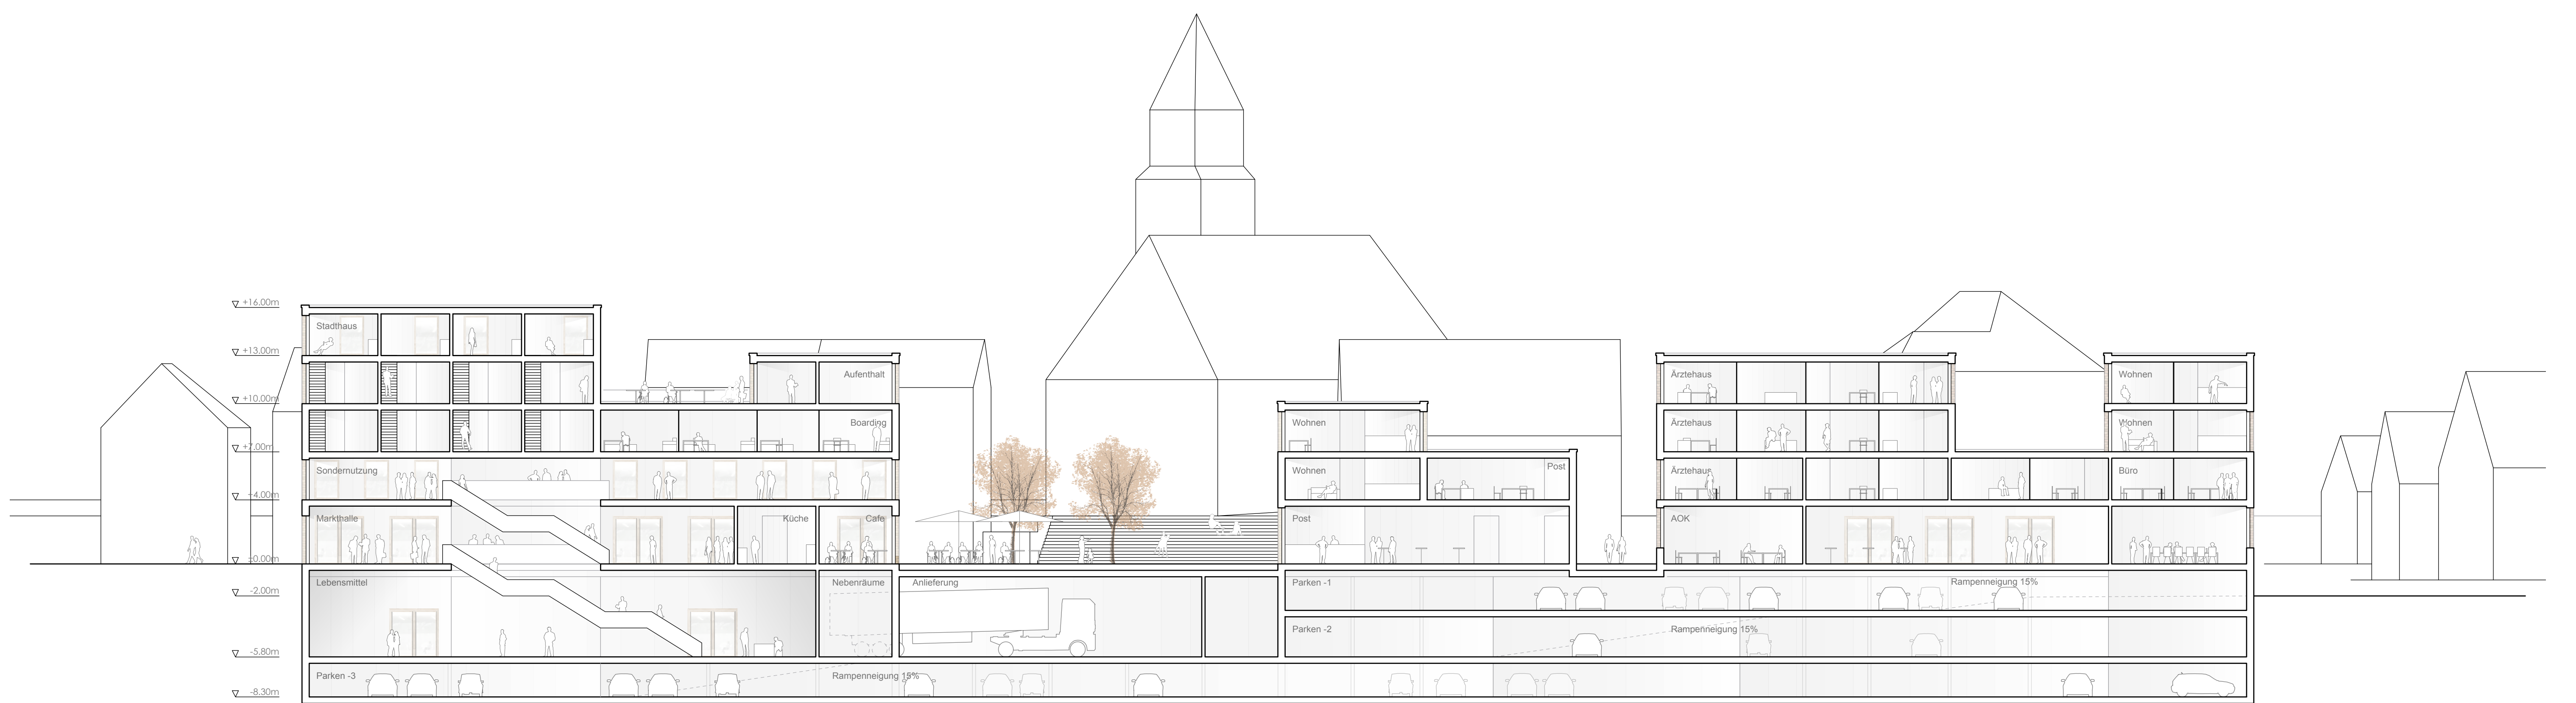 +16.00m
Stadthaus
+13.00m
Aufenthalt
Ärztehaus
Wohnen
+10.00m
Boarding
Wohnen
Ärztehaus
Wohnen
+7.00m
Sondernutzung
Wohnen
Post
Ärztehaus
Büro
+4.00m
Markthalle
Küche
Cafe
Post
AOK
±0.00m
Lebensmittel
Nebenräume
Anlieferung
Parken -1
Rampenneigung 15%
-2.00m
Parken -2
Rampenneigung 15%
-5.80m
Parken -3
Rampenneigung 15%
-8.30m